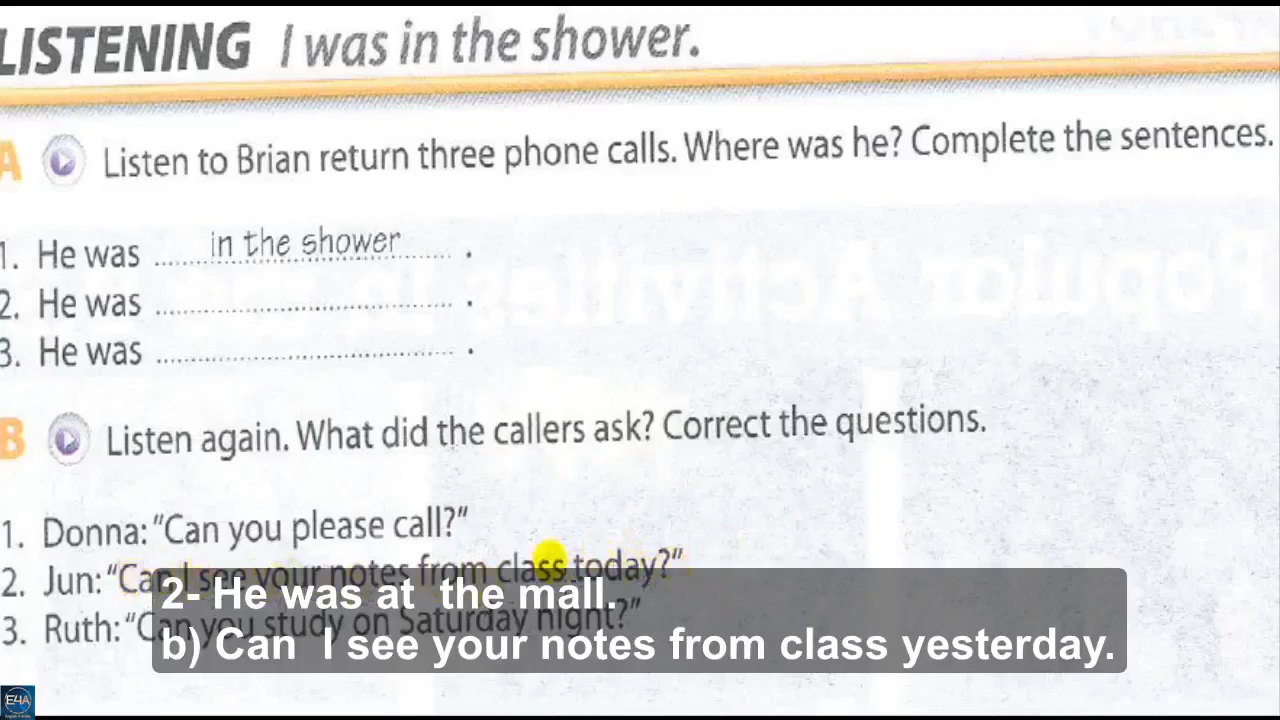 LISTENING I was in the shower.
A Listen to Brian return three phone calls. Where was he? Complete the sentences.
1. He was in the shower .
2. He was .................... .
3. He was .................... .
B Listen again. What did the callers ask? Correct the questions.
1. Donna: “Can you please call?”
2. Jun: “Can I see your notes from class today?”
3. Ruth: “Can you study on Saturday night?”
2- He was at the mall.
b) Can I see your notes from class yesterday.
E4A